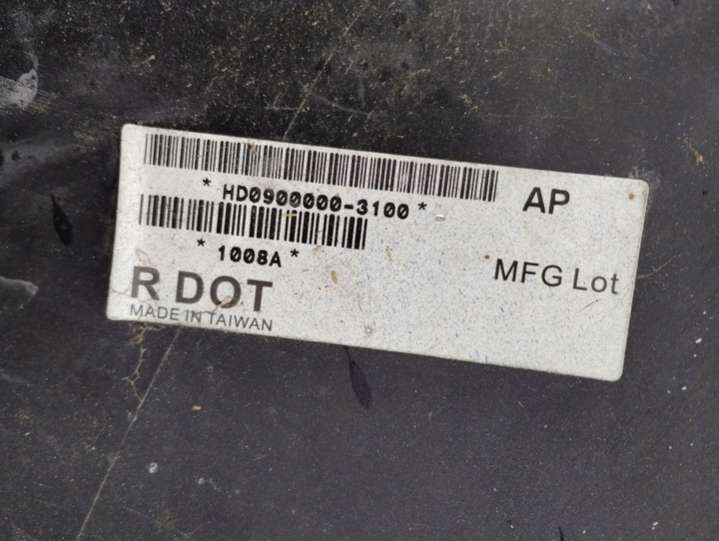 * HD0900000-3100 *
AP
* 1008A *
MFG Lot
R DOT
MADE IN TAIWAN